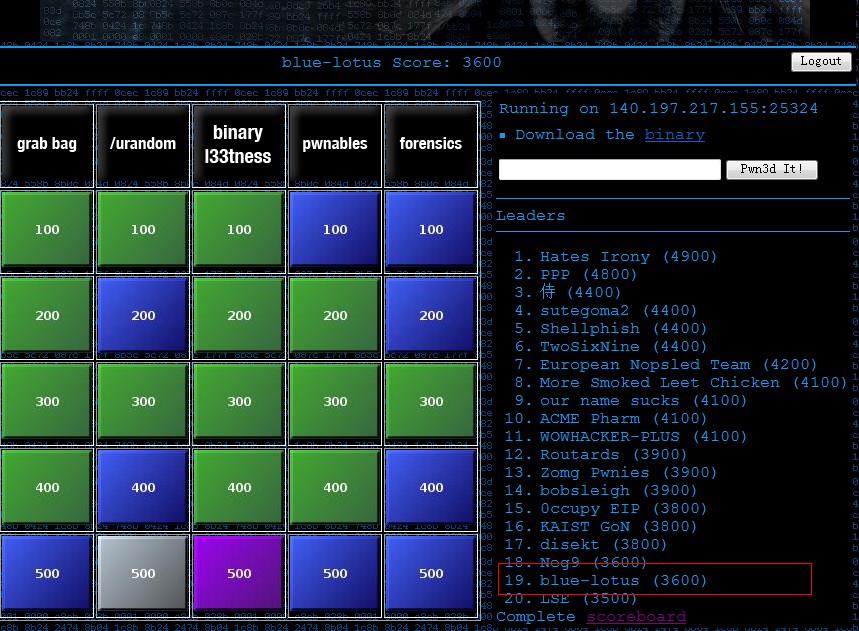 blue-lotus Score: 3600
Logout
grab bag
/urandom
binary
l33tness
pwnables
forensics
100 100 100 100 100
200 200 200 200 200
300 300 300 300 300
400 400 400 400 400
500 500 500 500 500
Running on 140.197.217.155:25324
Download the binary
Pwn3d It!
Leaders
1. Hates Irony (4900)
2. PPP (4800)
3. 侍 (4400)
4. sutegoma2 (4400)
5. Shellphish (4400)
6. TwoSixNine (4400)
7. European Nopsled Team (4200)
8. More Smoked Leet Chicken (4100)
9. our name sucks (4100)
10. ACME Pharm (4100)
11. WOWHACKER-PLUS (4100)
12. Routards (3900)
13. Zomg Pwnies (3900)
14. bobsleigh (3900)
15. 0ccupy EIP (3800)
16. KAIST GoN (3800)
17. disekt (3800)
18. Neg9 (3600)
19. blue-lotus (3600)
20. LSE (3500)
Complete scoreboard